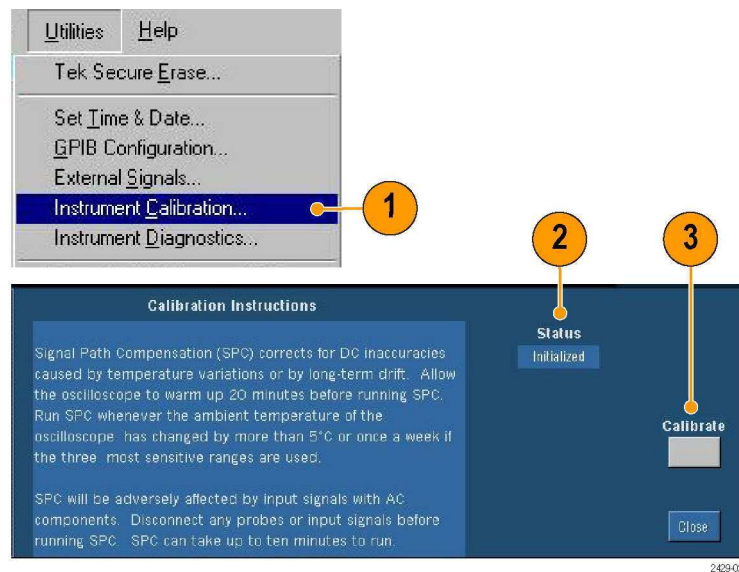 Utilities Help
Tek Secure Erase...
Set Time & Date...
GPIB Configuration...
External Signals...
Instrument Calibration...
Instrument Diagnostics...
1
2
3
Calibration Instructions
Signal Path Compensation (SPC) corrects for DC inaccuracies
caused by temperature variations or by long-term drift. Allow
the oscilloscope to warm up 20 minutes before running SPC.
Run SPC whenever the ambient temperature of the
oscilloscope has changed by more than 5°C or once a week if
the three most sensitive ranges are used.
SPC will be adversely affected by input signals with AC
components. Disconnect any probes or input signals before
running SPC. SPC can take up to ten minutes to run.
Status
Initialized
Calibrate
Close